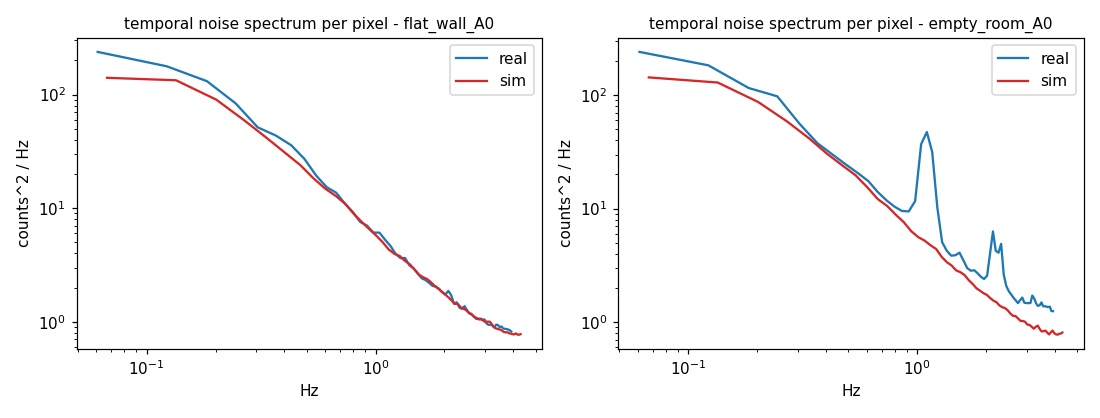 temporal noise spectrum per pixel - flat_wall_A0
counts^2 / Hz
10^2
10^1
10^0
10^-1
10^0
Hz
real
sim
temporal noise spectrum per pixel - empty_room_A0
counts^2 / Hz
10^2
10^1
10^0
10^-1
10^0
Hz
real
sim